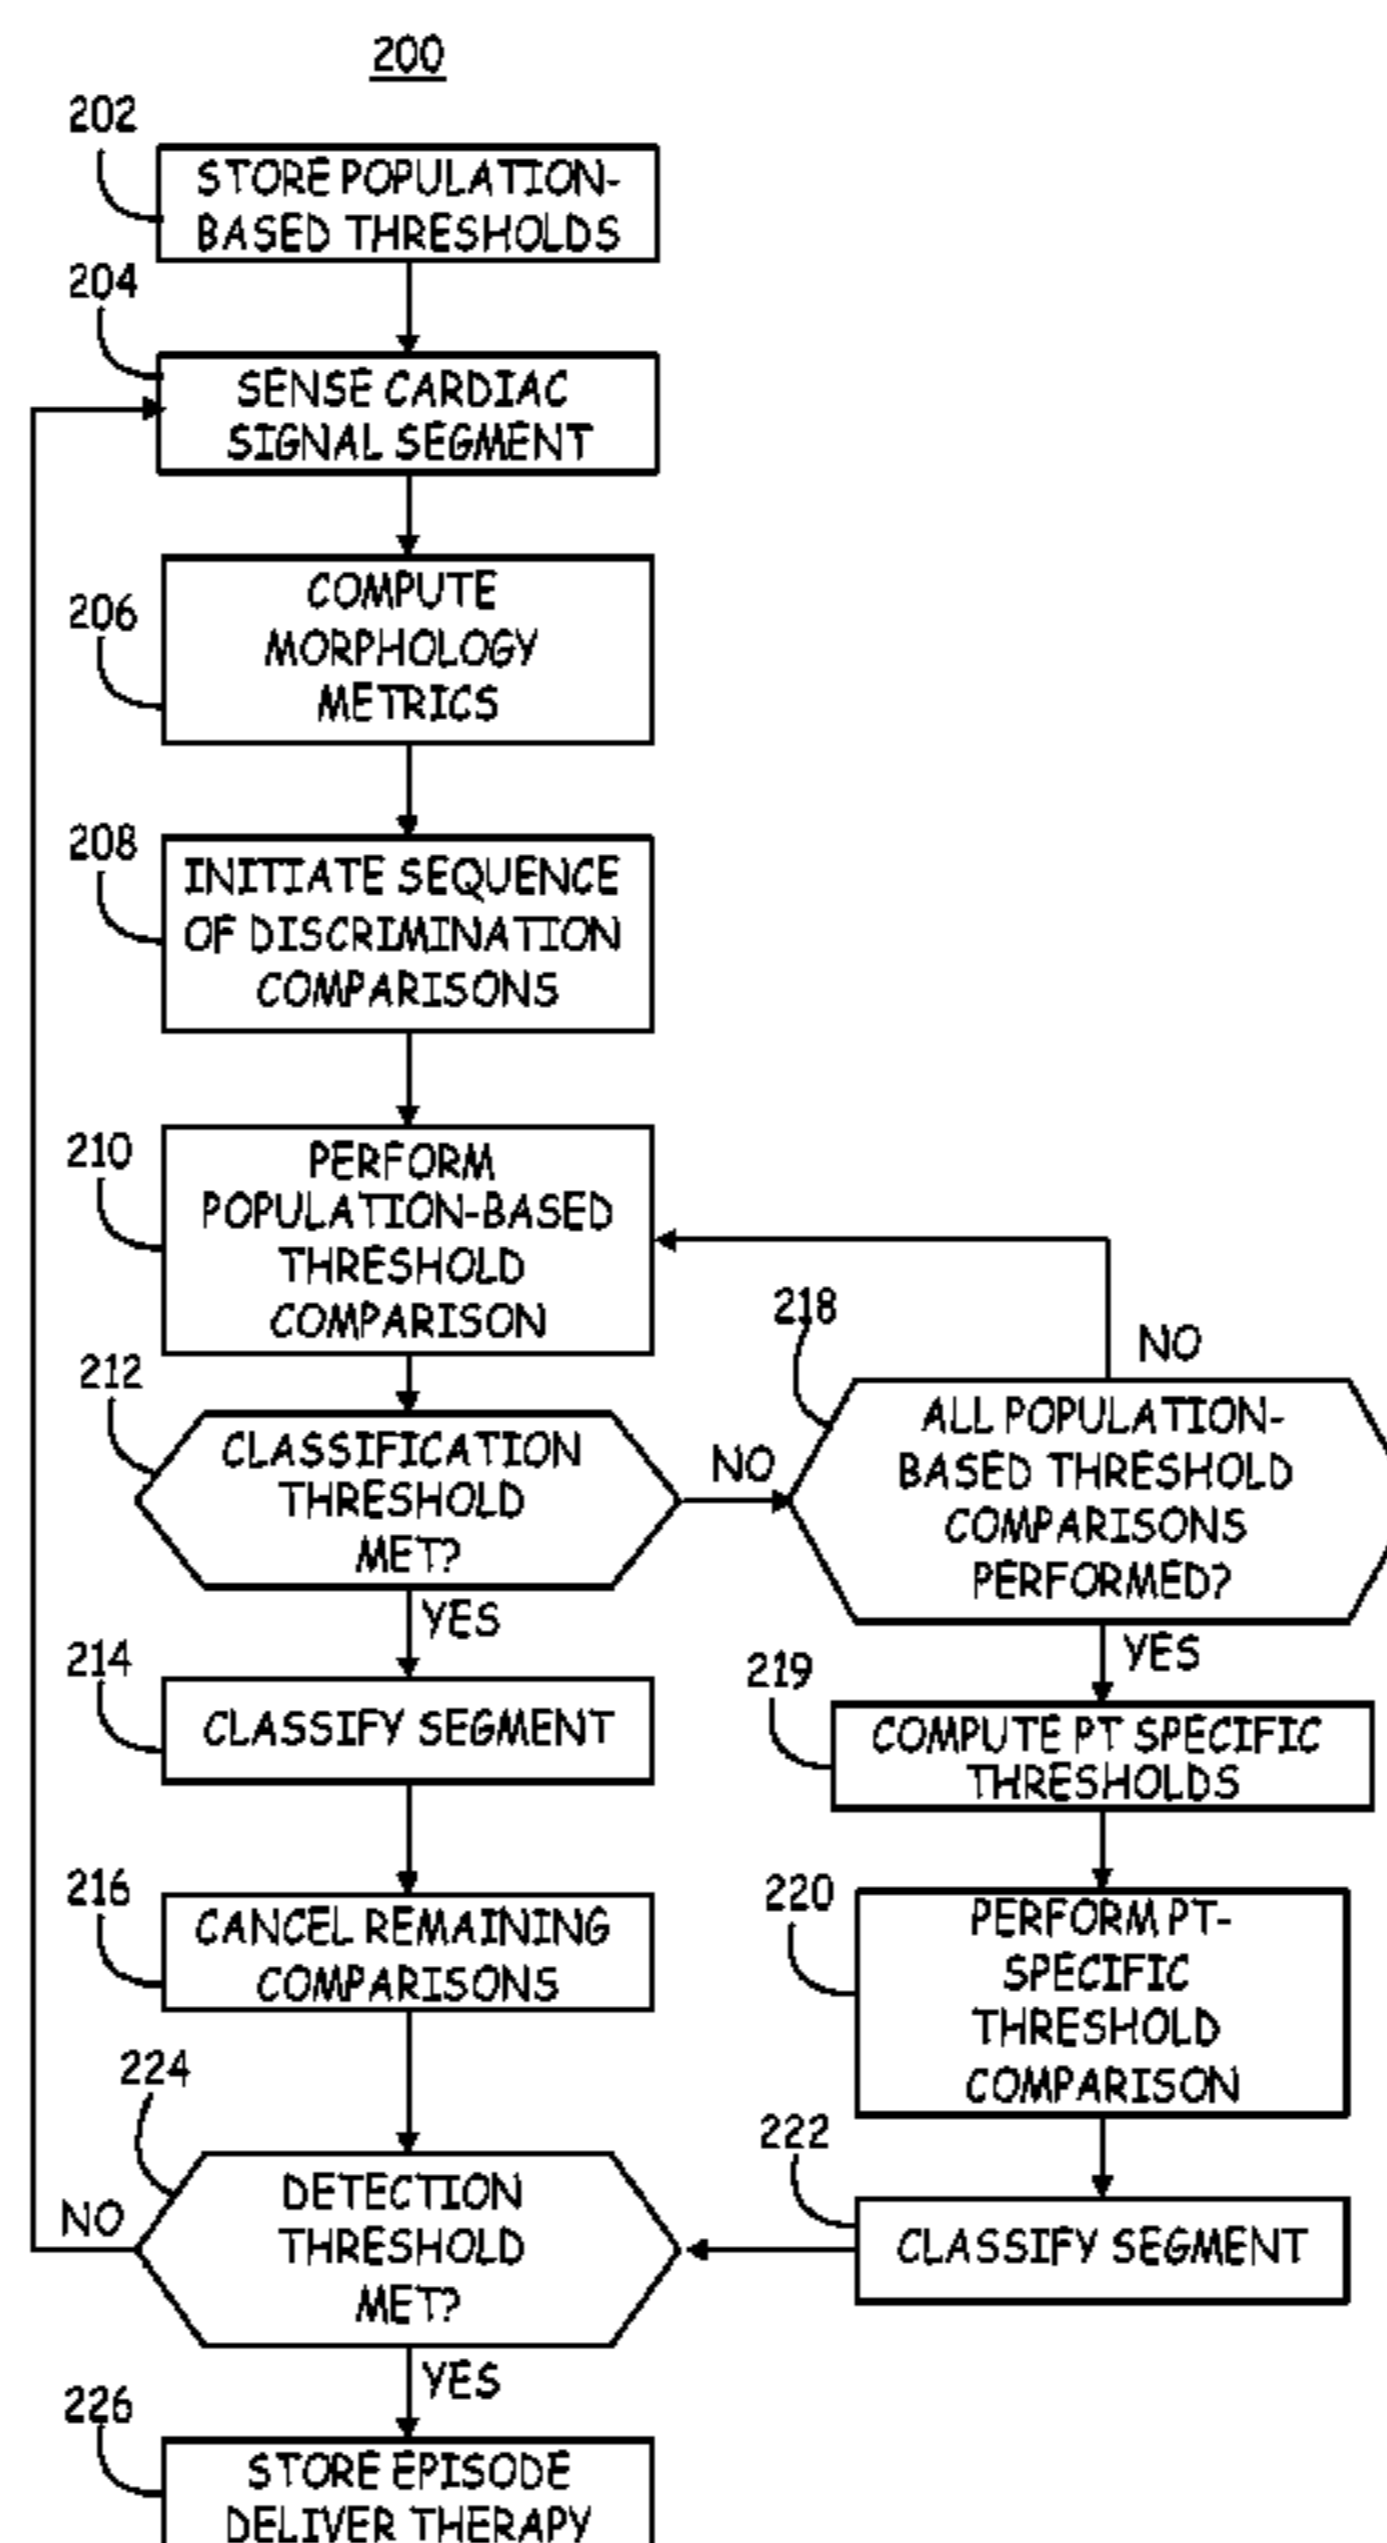 200
202
STORE POPULATION-
BASED THRESHOLDS
204
SENSE CARDIAC
SIGNAL SEGMENT
206
COMPUTE
MORPHOLOGY
METRICS
208
INITIATE SEQUENCE
OF DISCRIMINATION
COMPARISONS
210
PERFORM
POPULATION-BASED
THRESHOLD
COMPARISON
212
CLASSIFICATION
THRESHOLD
MET?
NO
YES
218
NO
ALL POPULATION-
BASED THRESHOLD
COMPARISONS
PERFORMED?
YES
214
CLASSIFY SEGMENT
219
COMPUTE PT SPECIFIC
THRESHOLDS
216
CANCEL REMAINING
COMPARISONS
220
PERFORM PT-
SPECIFIC
THRESHOLD
COMPARISON
222
CLASSIFY SEGMENT
224
DETECTION
THRESHOLD
MET?
NO
YES
226
STORE EPISODE
DELIVER THERAPY